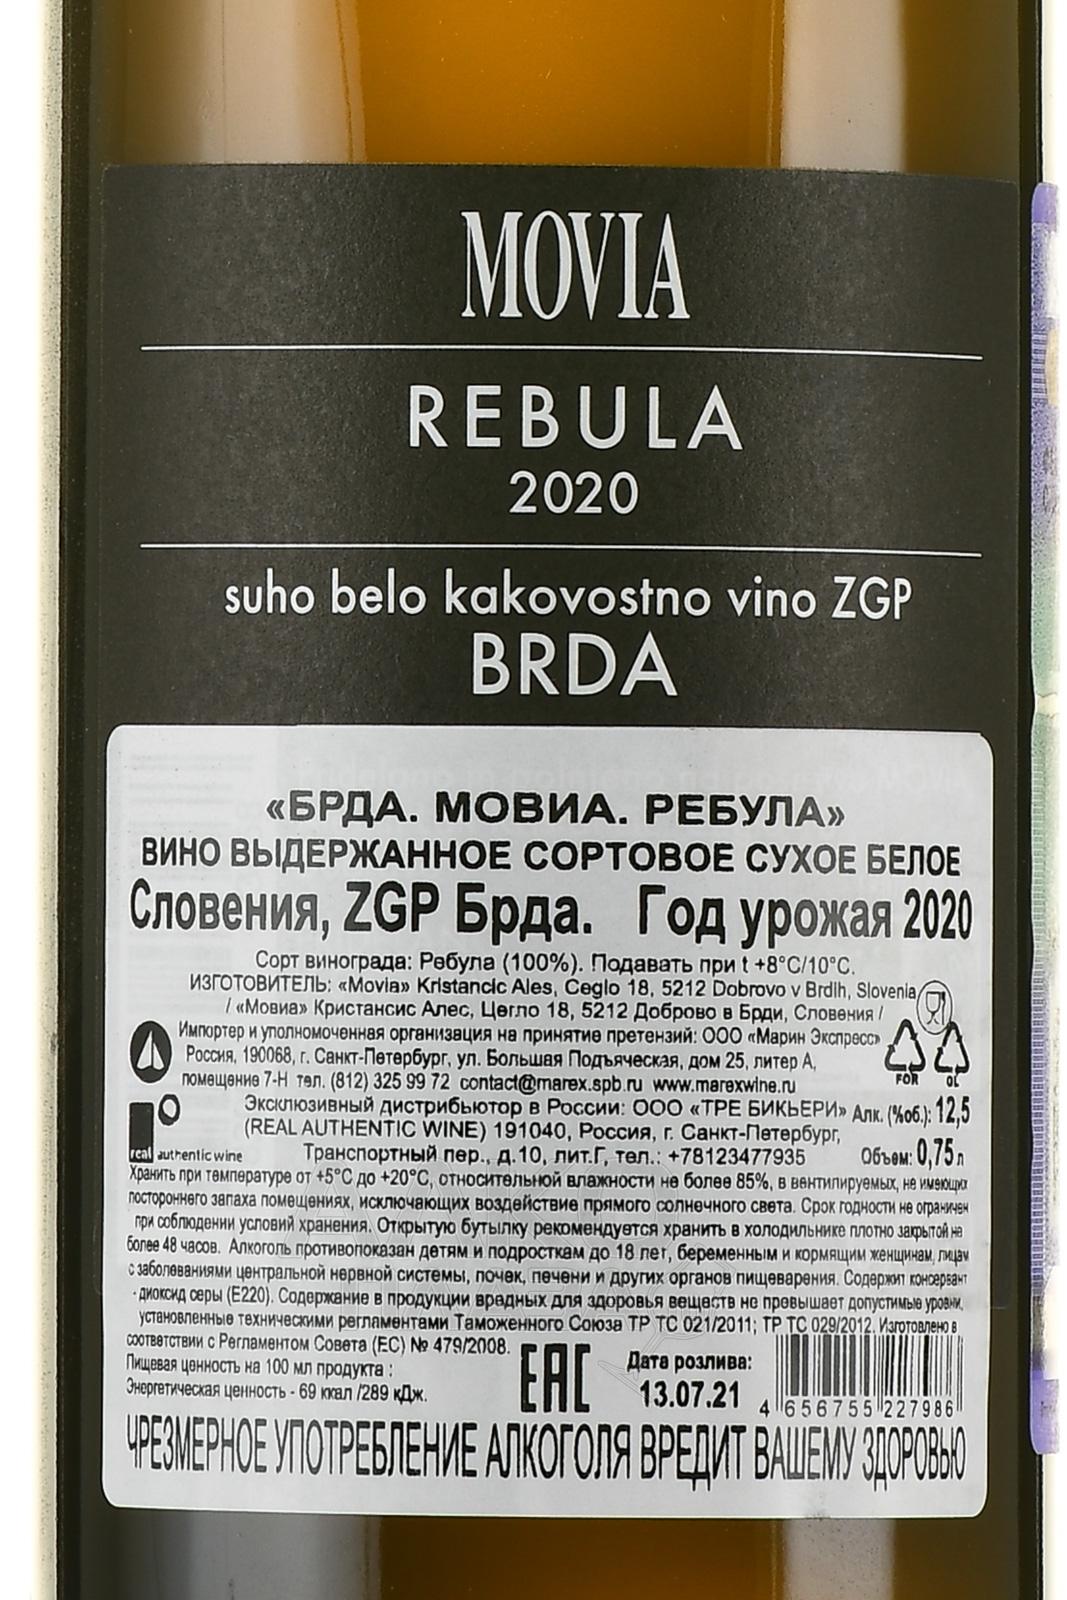 MOVIA
REBULA
2020
suho belo kakovostno vino ZGP
BRDA
«БРДА. МОВИА. РЕБУЛА»
ВИНО ВЫДЕРЖАННОЕ СОРТОВОЕ СУХОЕ БЕЛОЕ
Словения, ZGP Брда. Год урожая 2020
Сорт винограда: Ребула (100%). Подавать при t +8°C/10°C.
ИЗГОТОВИТЕЛЬ: «Movia» Kristancic Ales, Ceglo 18, 5212 Dobrovo v Brdih, Slovenia
/ «Мовиа» Кристансис Алес, Цегло 18, 5212 Доброво в Брди, Словения /
Импортер и уполномоченная организация на принятие претензий: ООО «Марин Экспресс»
Россия, 190068, г. Санкт-Петербург, ул. Большая Подъяческая, дом 25, литер А,
помещение 7-Н тел. (812) 325 99 72 contact@marex.spb.ru www.marexwine.ru
FOR
OL
Эксклюзивный дистрибьютор в России: ООО «ТРЕ БИКЬЕРИ» Алк. (%об.): 12,5
(REAL AUTHENTIC WINE) 191040, Россия, г. Санкт-Петербург,
real authentic wine
Транспортный пер., д.10, лит.Г, тел.: +78123477935 Объем: 0,75 л
Хранить при температуре от +5°C до +20°C, относительной влажности не более 85%, в вентилируемых, не имеющих
постороннего запаха помещениях, исключающих воздействие прямого солнечного света. Срок годности не ограничен
при соблюдении условий хранения. Открытую бутылку рекомендуется хранить в холодильнике плотно закрытой не
более 48 часов. Алкоголь противопоказан детям и подросткам до 18 лет, беременным и кормящим женщинам, лицам
с заболеваниями центральной нервной системы, почек, печени и других органов пищеварения. Содержит консервант
- диоксид серы (Е220). Содержание в продукции вредных для здоровья веществ не превышает допустимые уровни,
установленные техническими регламентами Таможенного Союза ТР ТС 021/2011; ТР ТС 029/2012. Изготовлено в
соответствии с Регламентом Совета (ЕС) № 479/2008.
Пищевая ценность на 100 мл продукта :
Энергетическая ценность - 69 ккал /289 кДж.
EAC
Дата розлива:
13.07.21
4 656755 227986
ЧРЕЗМЕРНОЕ УПОТРЕБЛЕНИЕ АЛКОГОЛЯ ВРЕДИТ ВАШЕМУ ЗДОРОВЬЮ